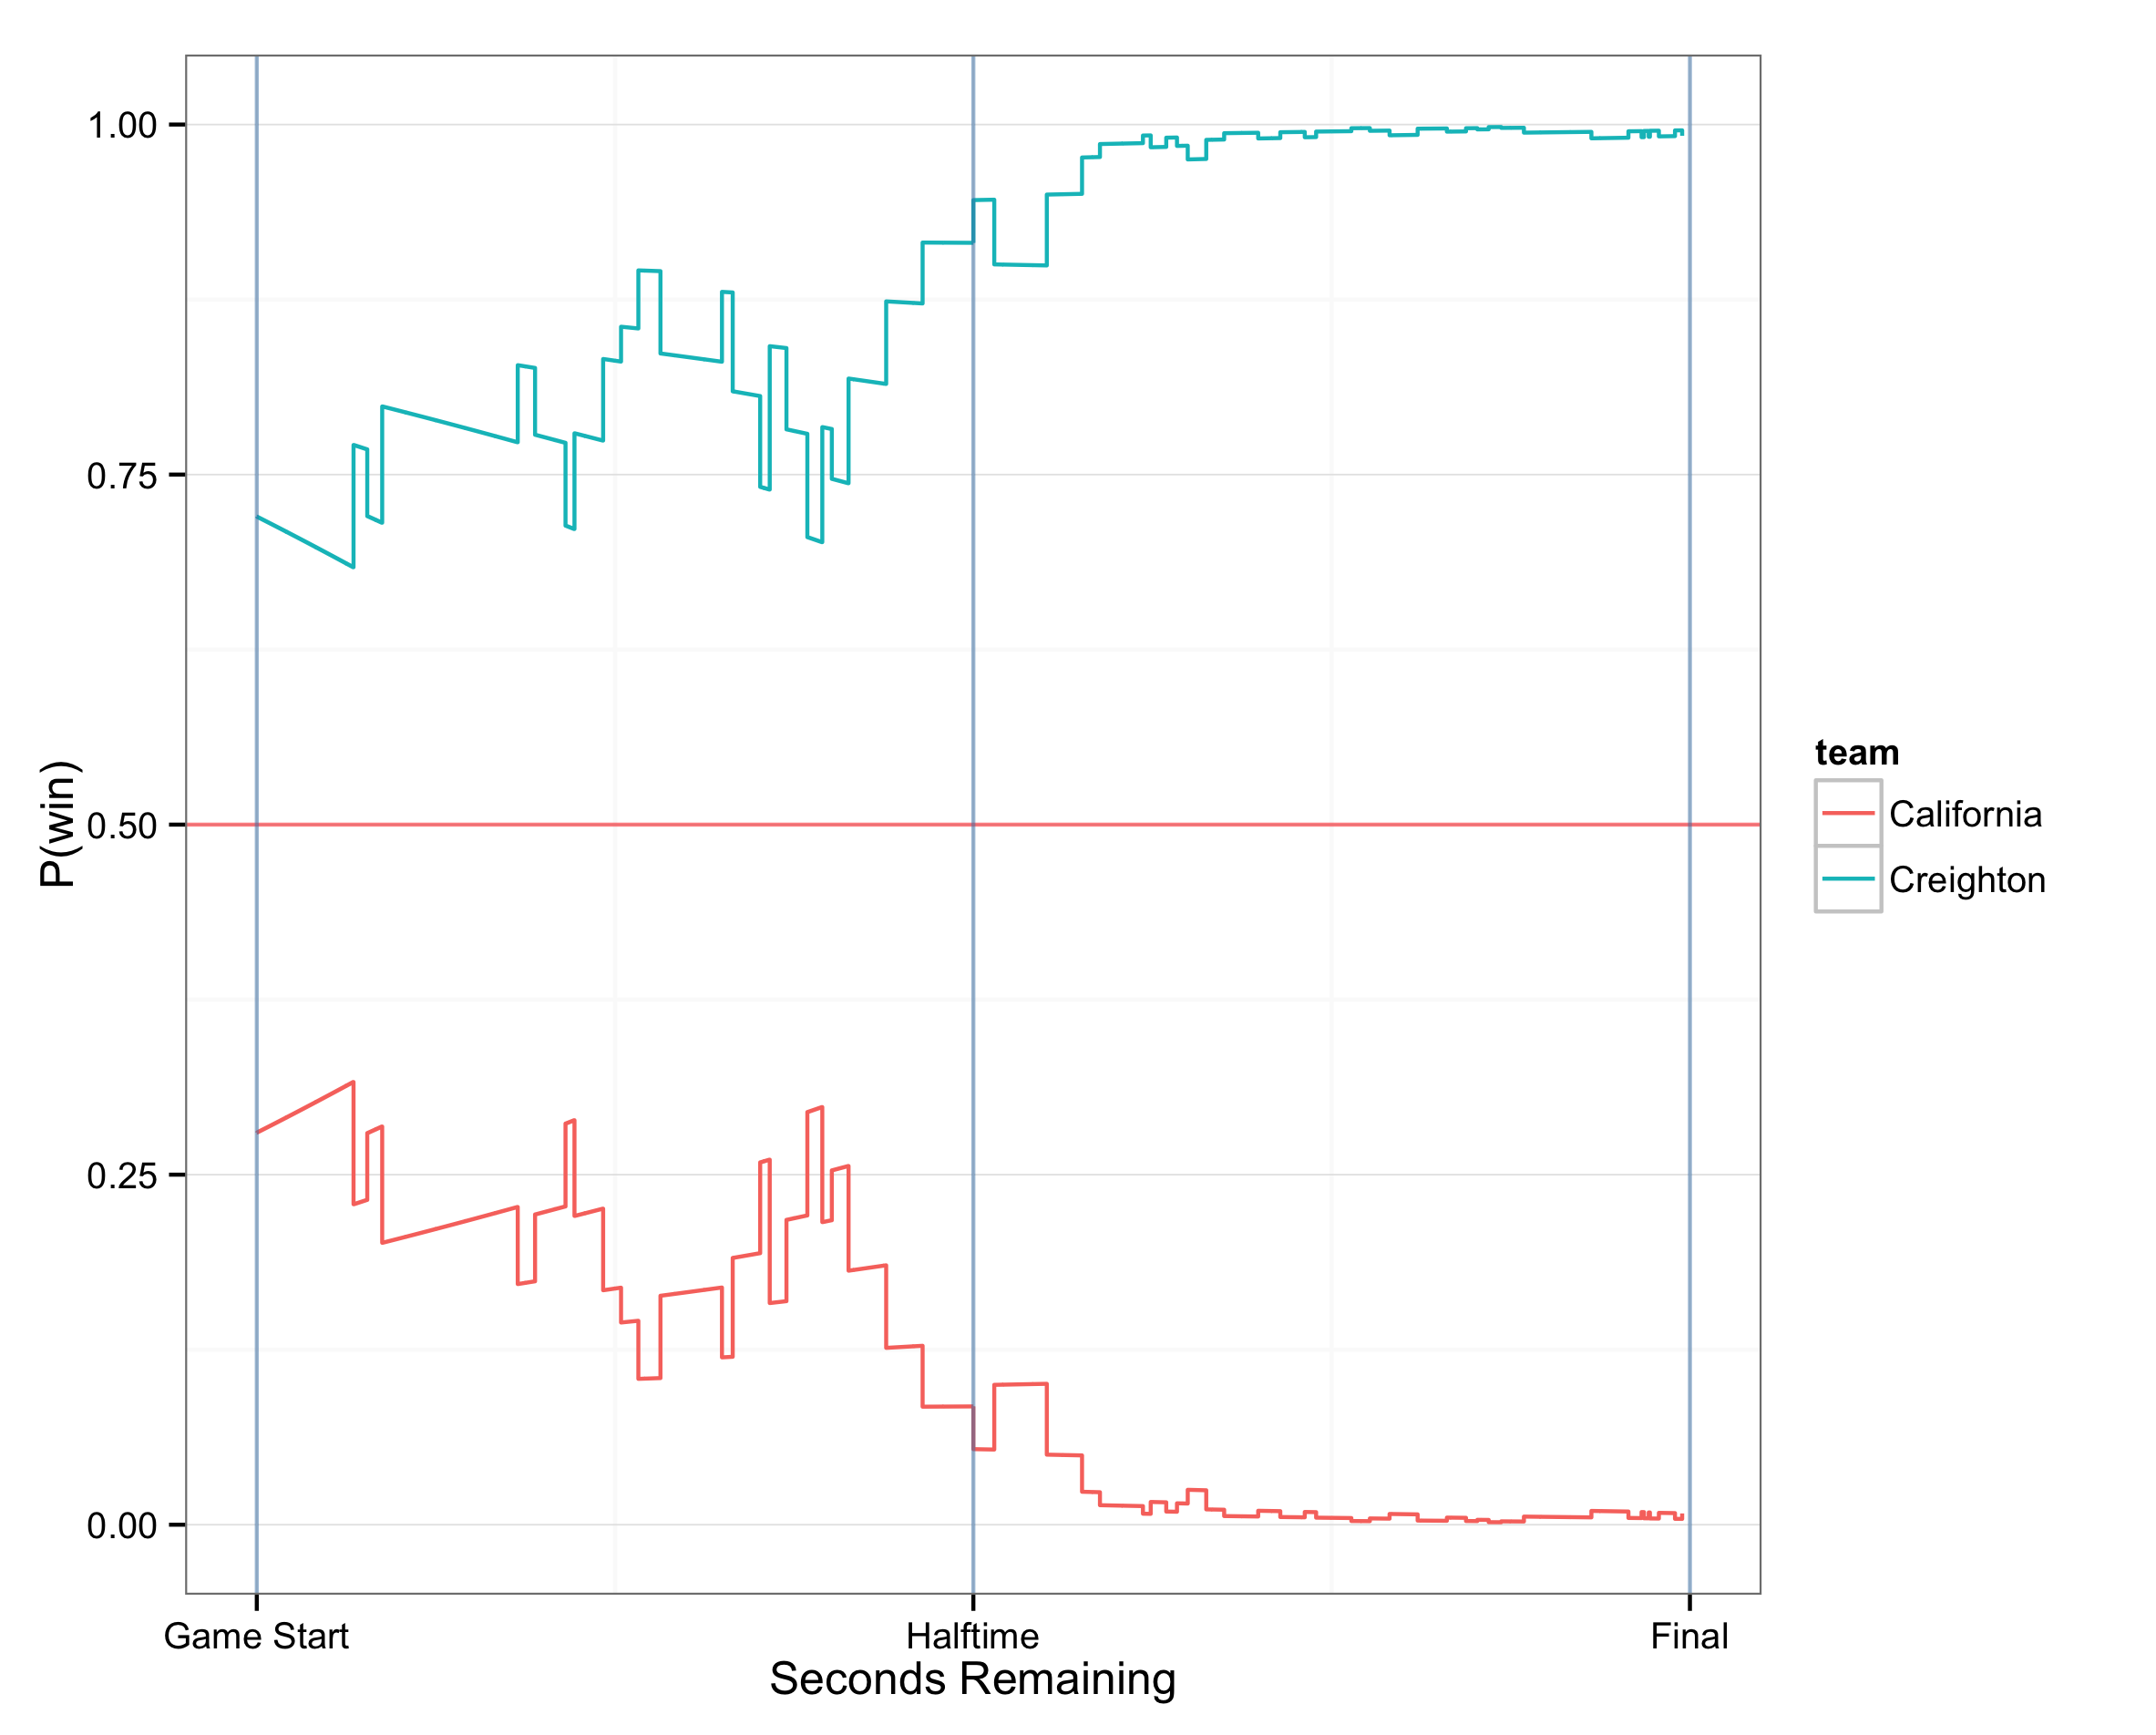 1.00
0.75
0.50
0.25
0.00
P(win)
Game Start
Halftime
Final
Seconds Remaining
team
California
Creighton